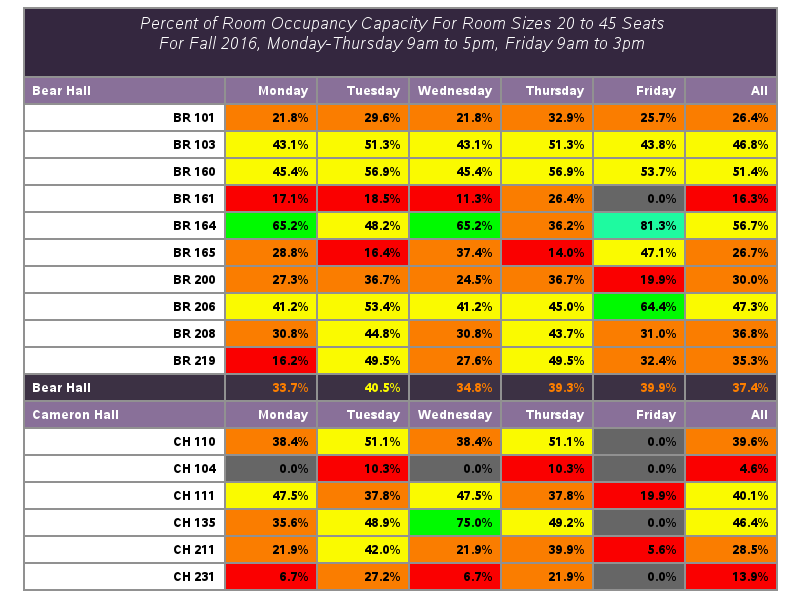 Percent of Room Occupancy Capacity For Room Sizes 20 to 45 Seats
For Fall 2016, Monday-Thursday 9am to 5pm, Friday 9am to 3pm
Bear Hall Monday Tuesday Wednesday Thursday Friday All
BR 101 21.8% 29.6% 21.8% 32.9% 25.7% 26.4%
BR 103 43.1% 51.3% 43.1% 51.3% 43.8% 46.8%
BR 160 45.4% 56.9% 45.4% 56.9% 53.7% 51.4%
BR 161 17.1% 18.5% 11.3% 26.4% 0.0% 16.3%
BR 164 65.2% 48.2% 65.2% 36.2% 81.3% 56.7%
BR 165 28.8% 16.4% 37.4% 14.0% 47.1% 26.7%
BR 200 27.3% 36.7% 24.5% 36.7% 19.9% 30.0%
BR 206 41.2% 53.4% 41.2% 45.0% 64.4% 47.3%
BR 208 30.8% 44.8% 30.8% 43.7% 31.0% 36.8%
BR 219 16.2% 49.5% 27.6% 49.5% 32.4% 35.3%
Bear Hall 33.7% 40.5% 34.8% 39.3% 39.9% 37.4%
Cameron Hall Monday Tuesday Wednesday Thursday Friday All
CH 110 38.4% 51.1% 38.4% 51.1% 0.0% 39.6%
CH 104 0.0% 10.3% 0.0% 10.3% 0.0% 4.6%
CH 111 47.5% 37.8% 47.5% 37.8% 19.9% 40.1%
CH 135 35.6% 48.9% 75.0% 49.2% 0.0% 46.4%
CH 211 21.9% 42.0% 21.9% 39.9% 5.6% 28.5%
CH 231 6.7% 27.2% 6.7% 21.9% 0.0% 13.9%